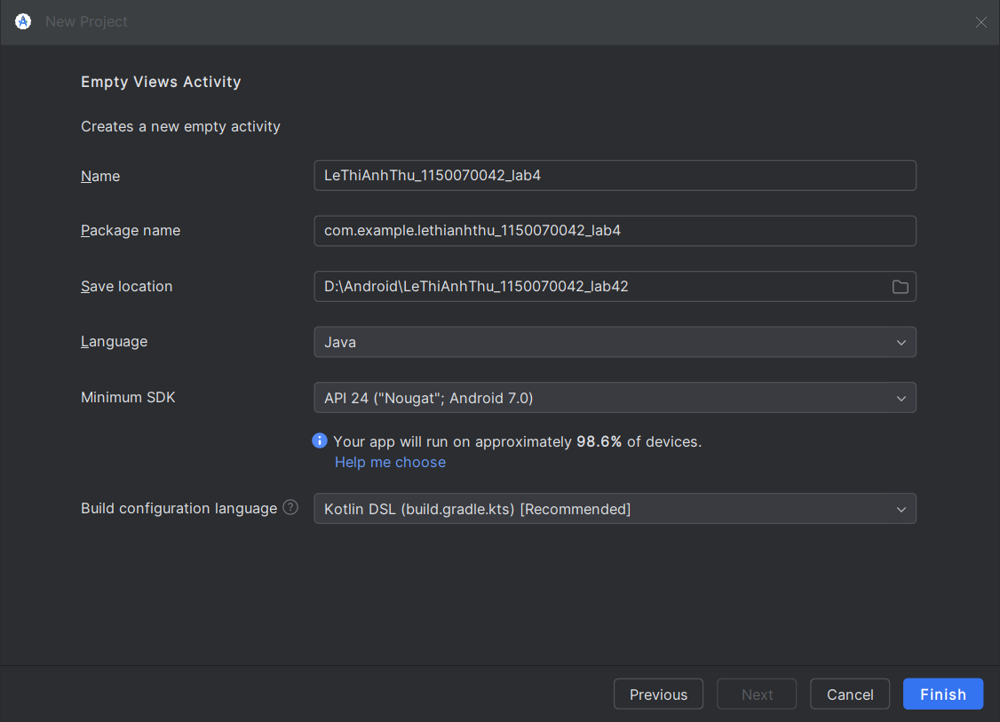 New Project
Empty Views Activity
Creates a new empty activity
Name
LeThiAnhThu_1150070042_lab4
Package name
com.example.lethianhthu_1150070042_lab4
Save location
D:\Android\LeThiAnhThu_1150070042_lab42
Language
Java
Minimum SDK
API 24 ("Nougat"; Android 7.0)
Your app will run on approximately 98.6% of devices.
Help me choose
Build configuration language ?
Kotlin DSL (build.gradle.kts) [Recommended]
Previous Next Cancel Finish